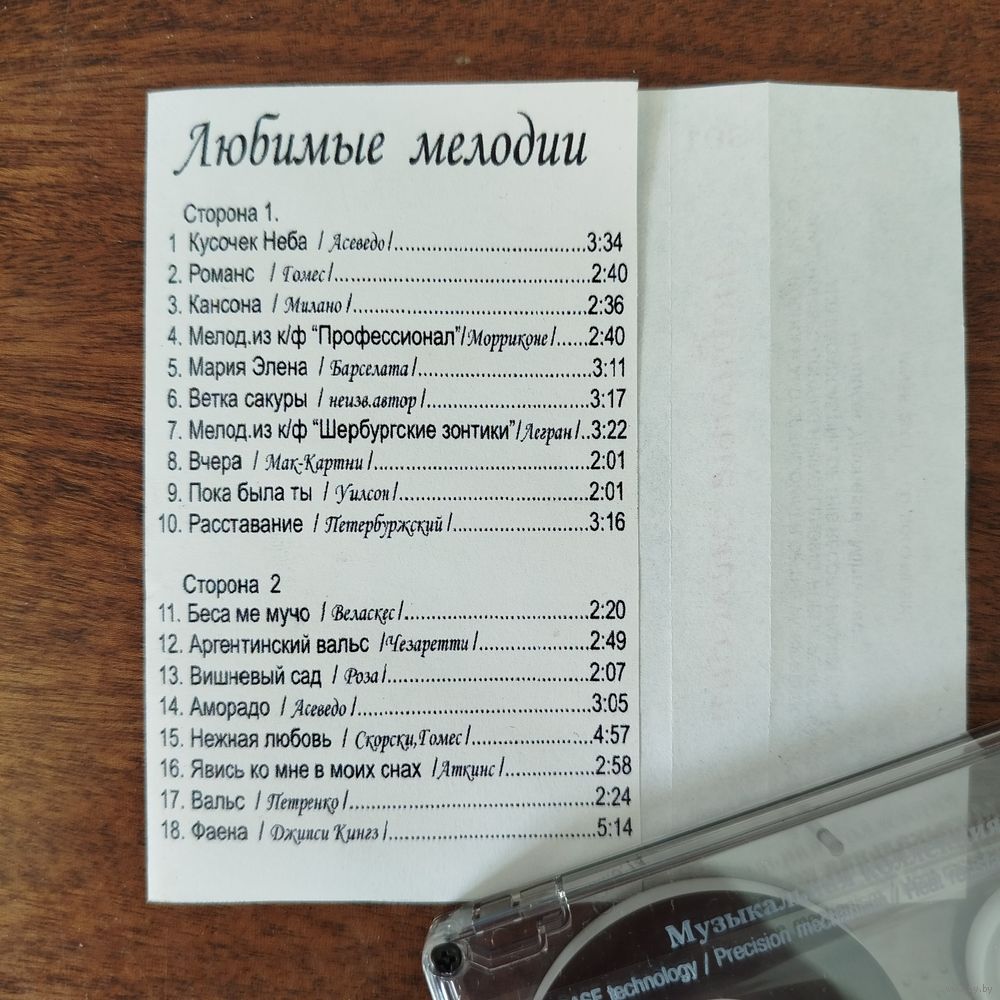 Любимые мелодии
Сторона 1.
1 Кусочек Неба / Асеведо/..............................3:34
2. Романс / Гомес/........................................2:40
3. Кансона / Милано /....................................2:36
4. Мелод.из к/ф “Профессионал”/Морриконе/......2:40
5. Мария Элена / Барселата/...........................3:11
6. Ветка сакуры / неизв.автор /.........................3:17
7. Мелод.из к/ф “Шербургские зонтики”/Легран/..3:22
8. Вчера / Мак-Картни /...................................2:01
9. Пока была ты / Уилсон/...............................2:01
10. Расставание / Петербуржский/.....................3:16
Сторона 2
11. Беса ме мучо / Веласкес/.............................2:20
12. Аргентинский вальс /Чезаретти /..................2:49
13. Вишневый сад / Роза/................................2:07
14. Аморадо / Асеведо/....................................3:05
15. Нежная любовь / Скорски,Гомес/...................4:57
16. Явись ко мне в моих снах /Аткинс/...............2:58
17. Вальс / Петренко/......................................2:24
18. Фаена / Джипси Кингз/................................5:14
technology / Precision mechanism /